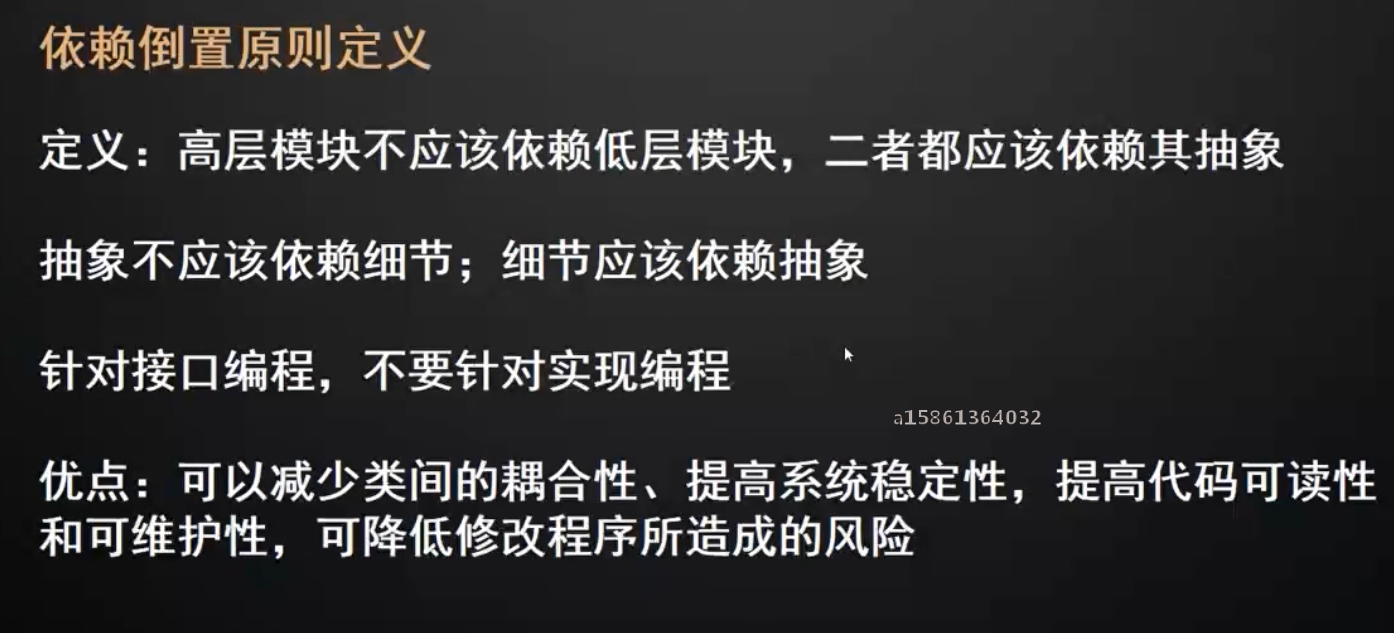 依赖倒置原则定义
定义：高层模块不应该依赖低层模块，二者都应该依赖其抽象
抽象不应该依赖细节；细节应该依赖抽象
针对接口编程，不要针对实现编程
a15861364032
优点：可以减少类间的耦合性、提高系统稳定性，提高代码可读性
和可维护性，可降低修改程序所造成的风险